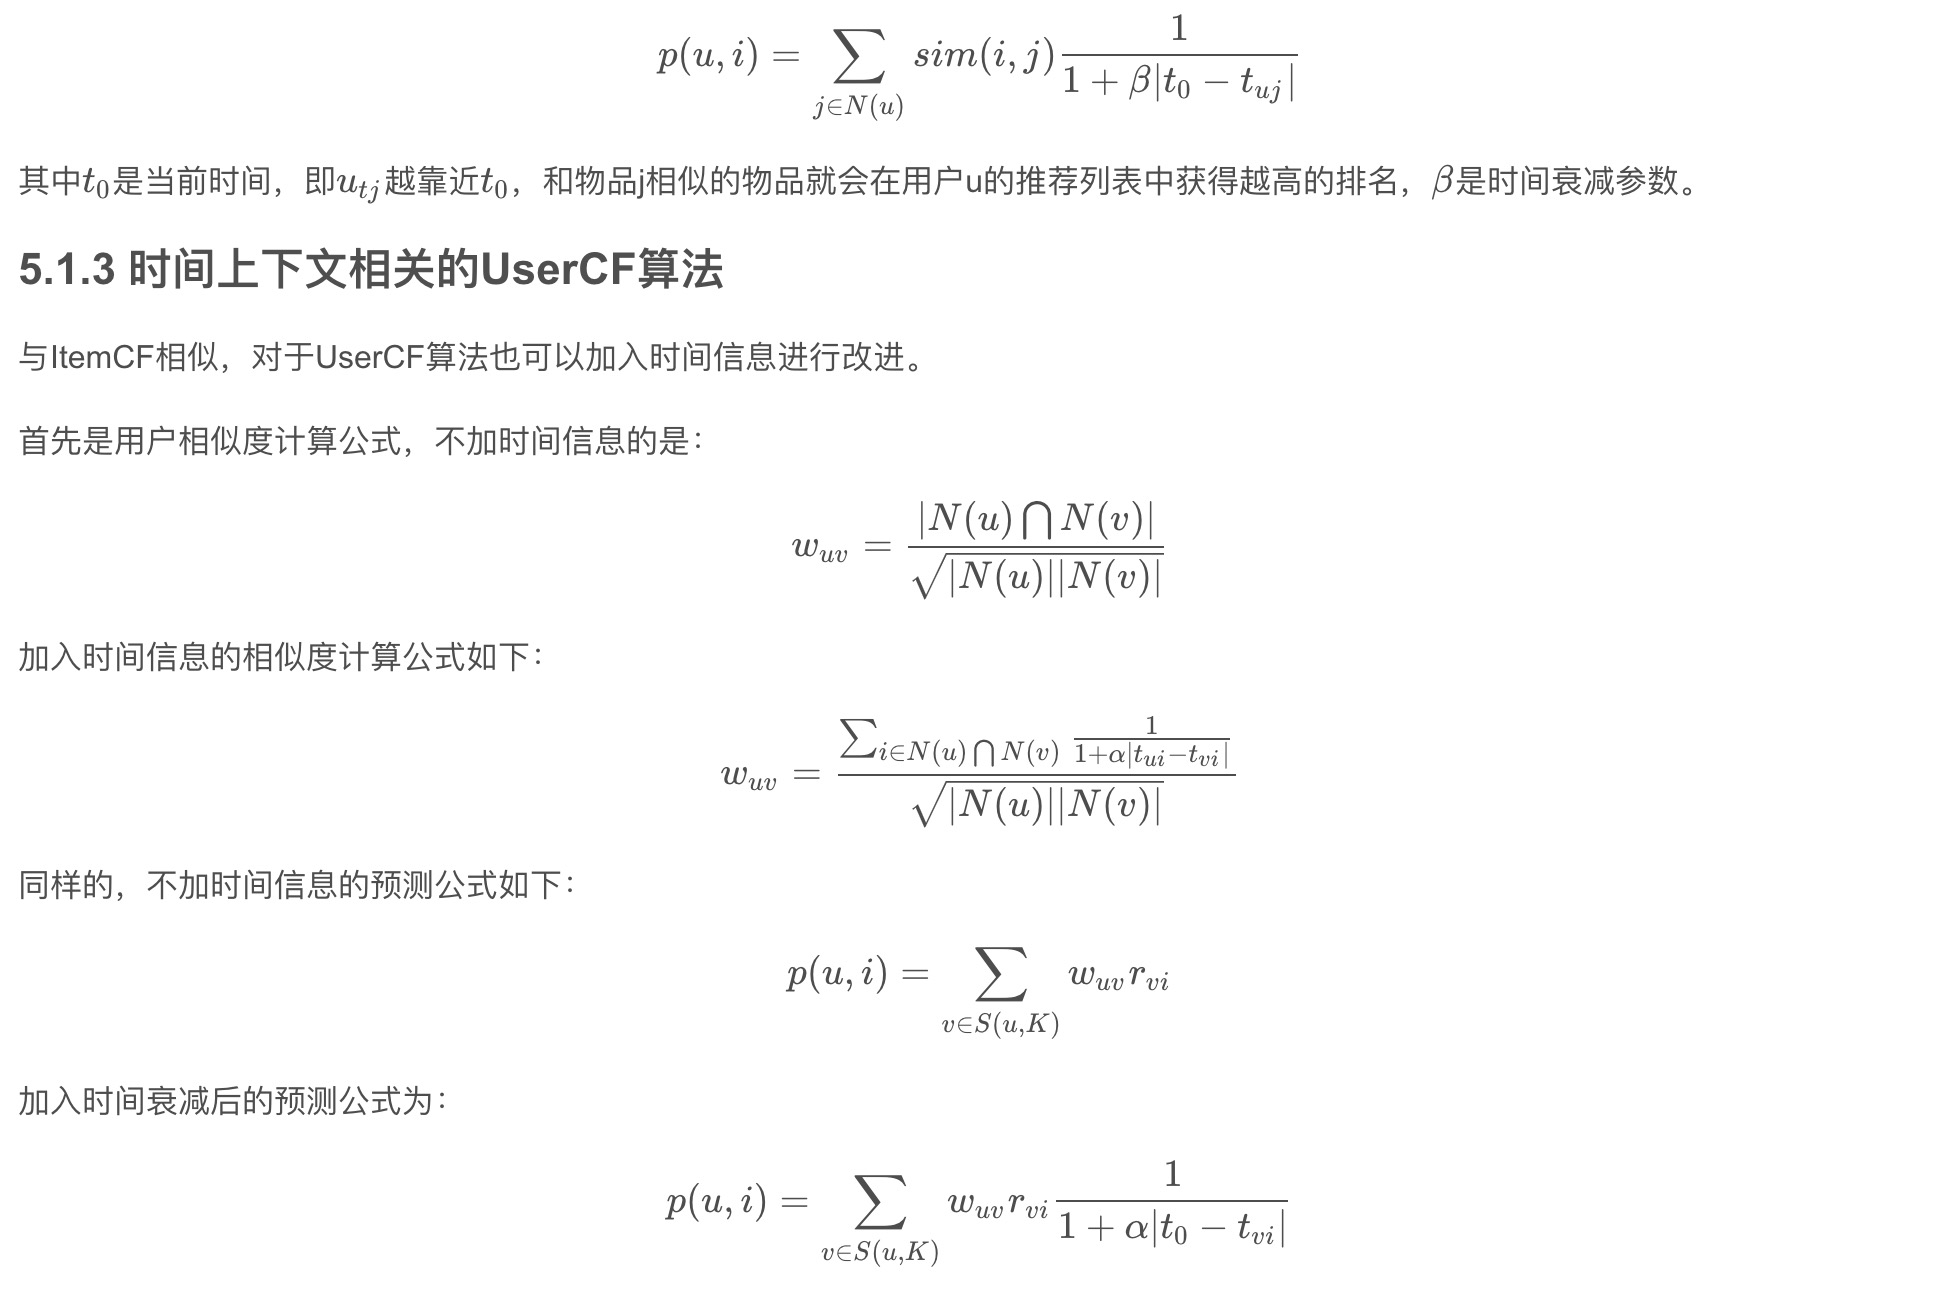 $$p(u,i) = \sum_{j \in N(u)} sim(i,j) \frac{1}{1+\beta|t_0 - t_{uj}|}$$
其中$t_0$是当前时间，即$u_{tj}$越靠近$t_0$，和物品j相似的物品就会在用户u的推荐列表中获得越高的排名，$\beta$是时间衰减参数。
5.1.3 时间上下文相关的UserCF算法
与ItemCF相似，对于UserCF算法也可以加入时间信息进行改进。
首先是用户相似度计算公式，不加时间信息的是：
$$w_{uv} = \frac{|N(u) \bigcap N(v)|}{\sqrt{|N(u)||N(v)|}}$$
加入时间信息的相似度计算公式如下：
$$w_{uv} = \frac{\sum_{i \in N(u) \bigcap N(v)} \frac{1}{1+\alpha|t_{ui} - t_{vi}|}}{\sqrt{|N(u)||N(v)|}}$$
同样的，不加时间信息的预测公式如下：
$$p(u,i) = \sum_{v \in S(u,K)} w_{uv} r_{vi}$$
加入时间衰减后的预测公式为：
$$p(u,i) = \sum_{v \in S(u,K)} w_{uv} r_{vi} \frac{1}{1+\alpha|t_0 - t_{vi}|}$$